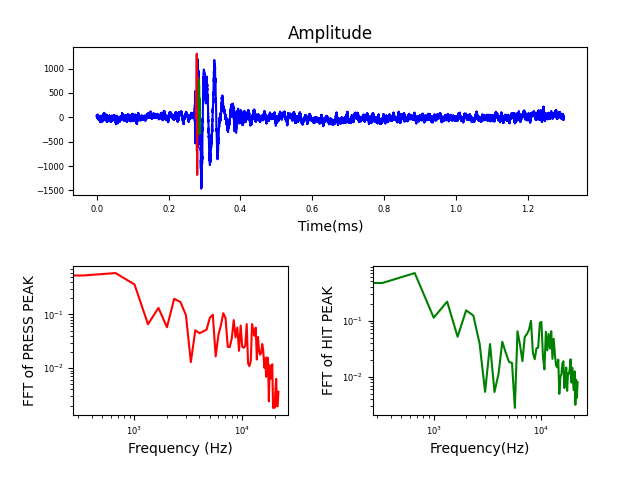 Amplitude
1000
500
0
−500
−1000
−1500
0.0 0.2 0.4 0.6 0.8 1.0 1.2
Time(ms)
FFT of PRESS PEAK
10⁻¹
10⁻²
10³ 10⁴
Frequency (Hz)
FFT of HIT PEAK
10⁻¹
10⁻²
10³ 10⁴
Frequency(Hz)